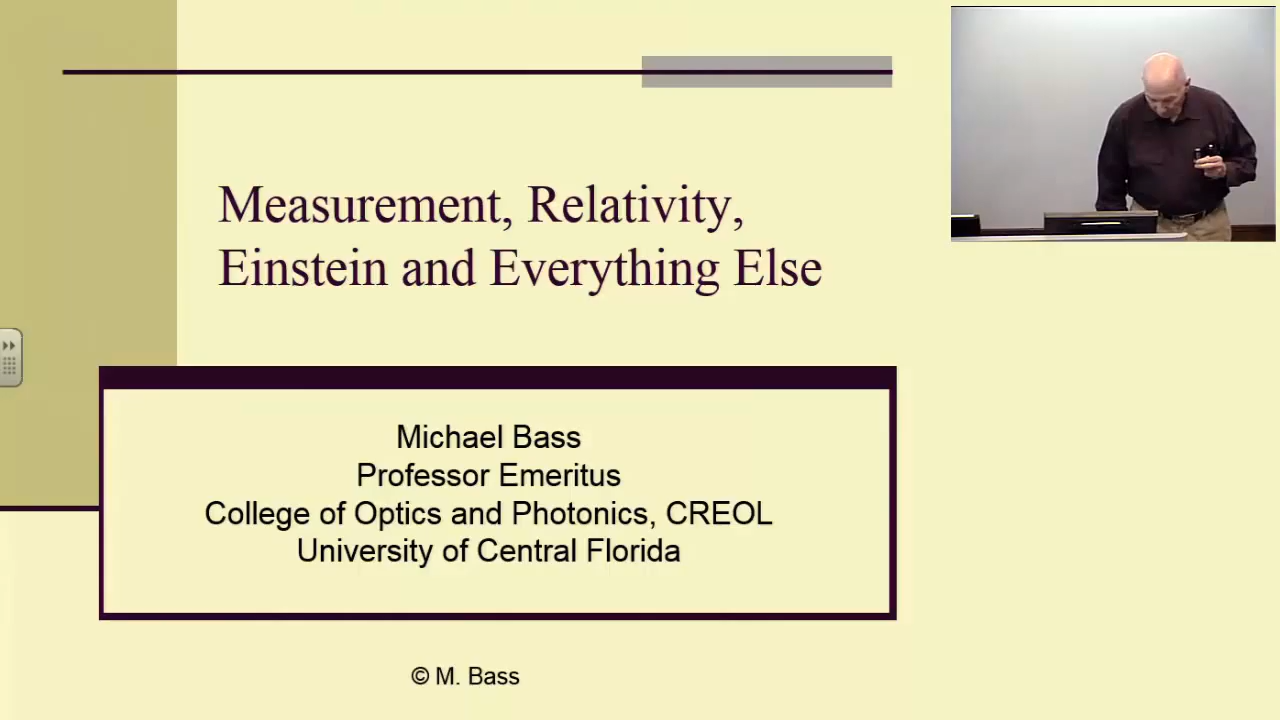 Measurement, Relativity,
Einstein and Everything Else
Michael Bass
Professor Emeritus
College of Optics and Photonics, CREOL
University of Central Florida
© M. Bass